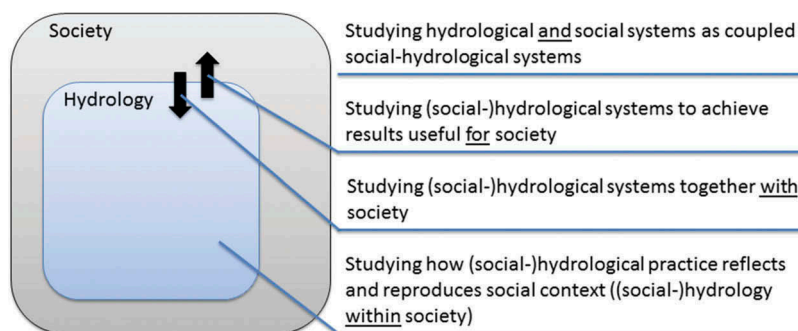 Society
Hydrology
Studying hydrological and social systems as coupled
social-hydrological systems
Studying (social-)hydrological systems to achieve
results useful for society
Studying (social-)hydrological systems together with
society
Studying how (social-)hydrological practice reflects
and reproduces social context ((social-)hydrology
within society)